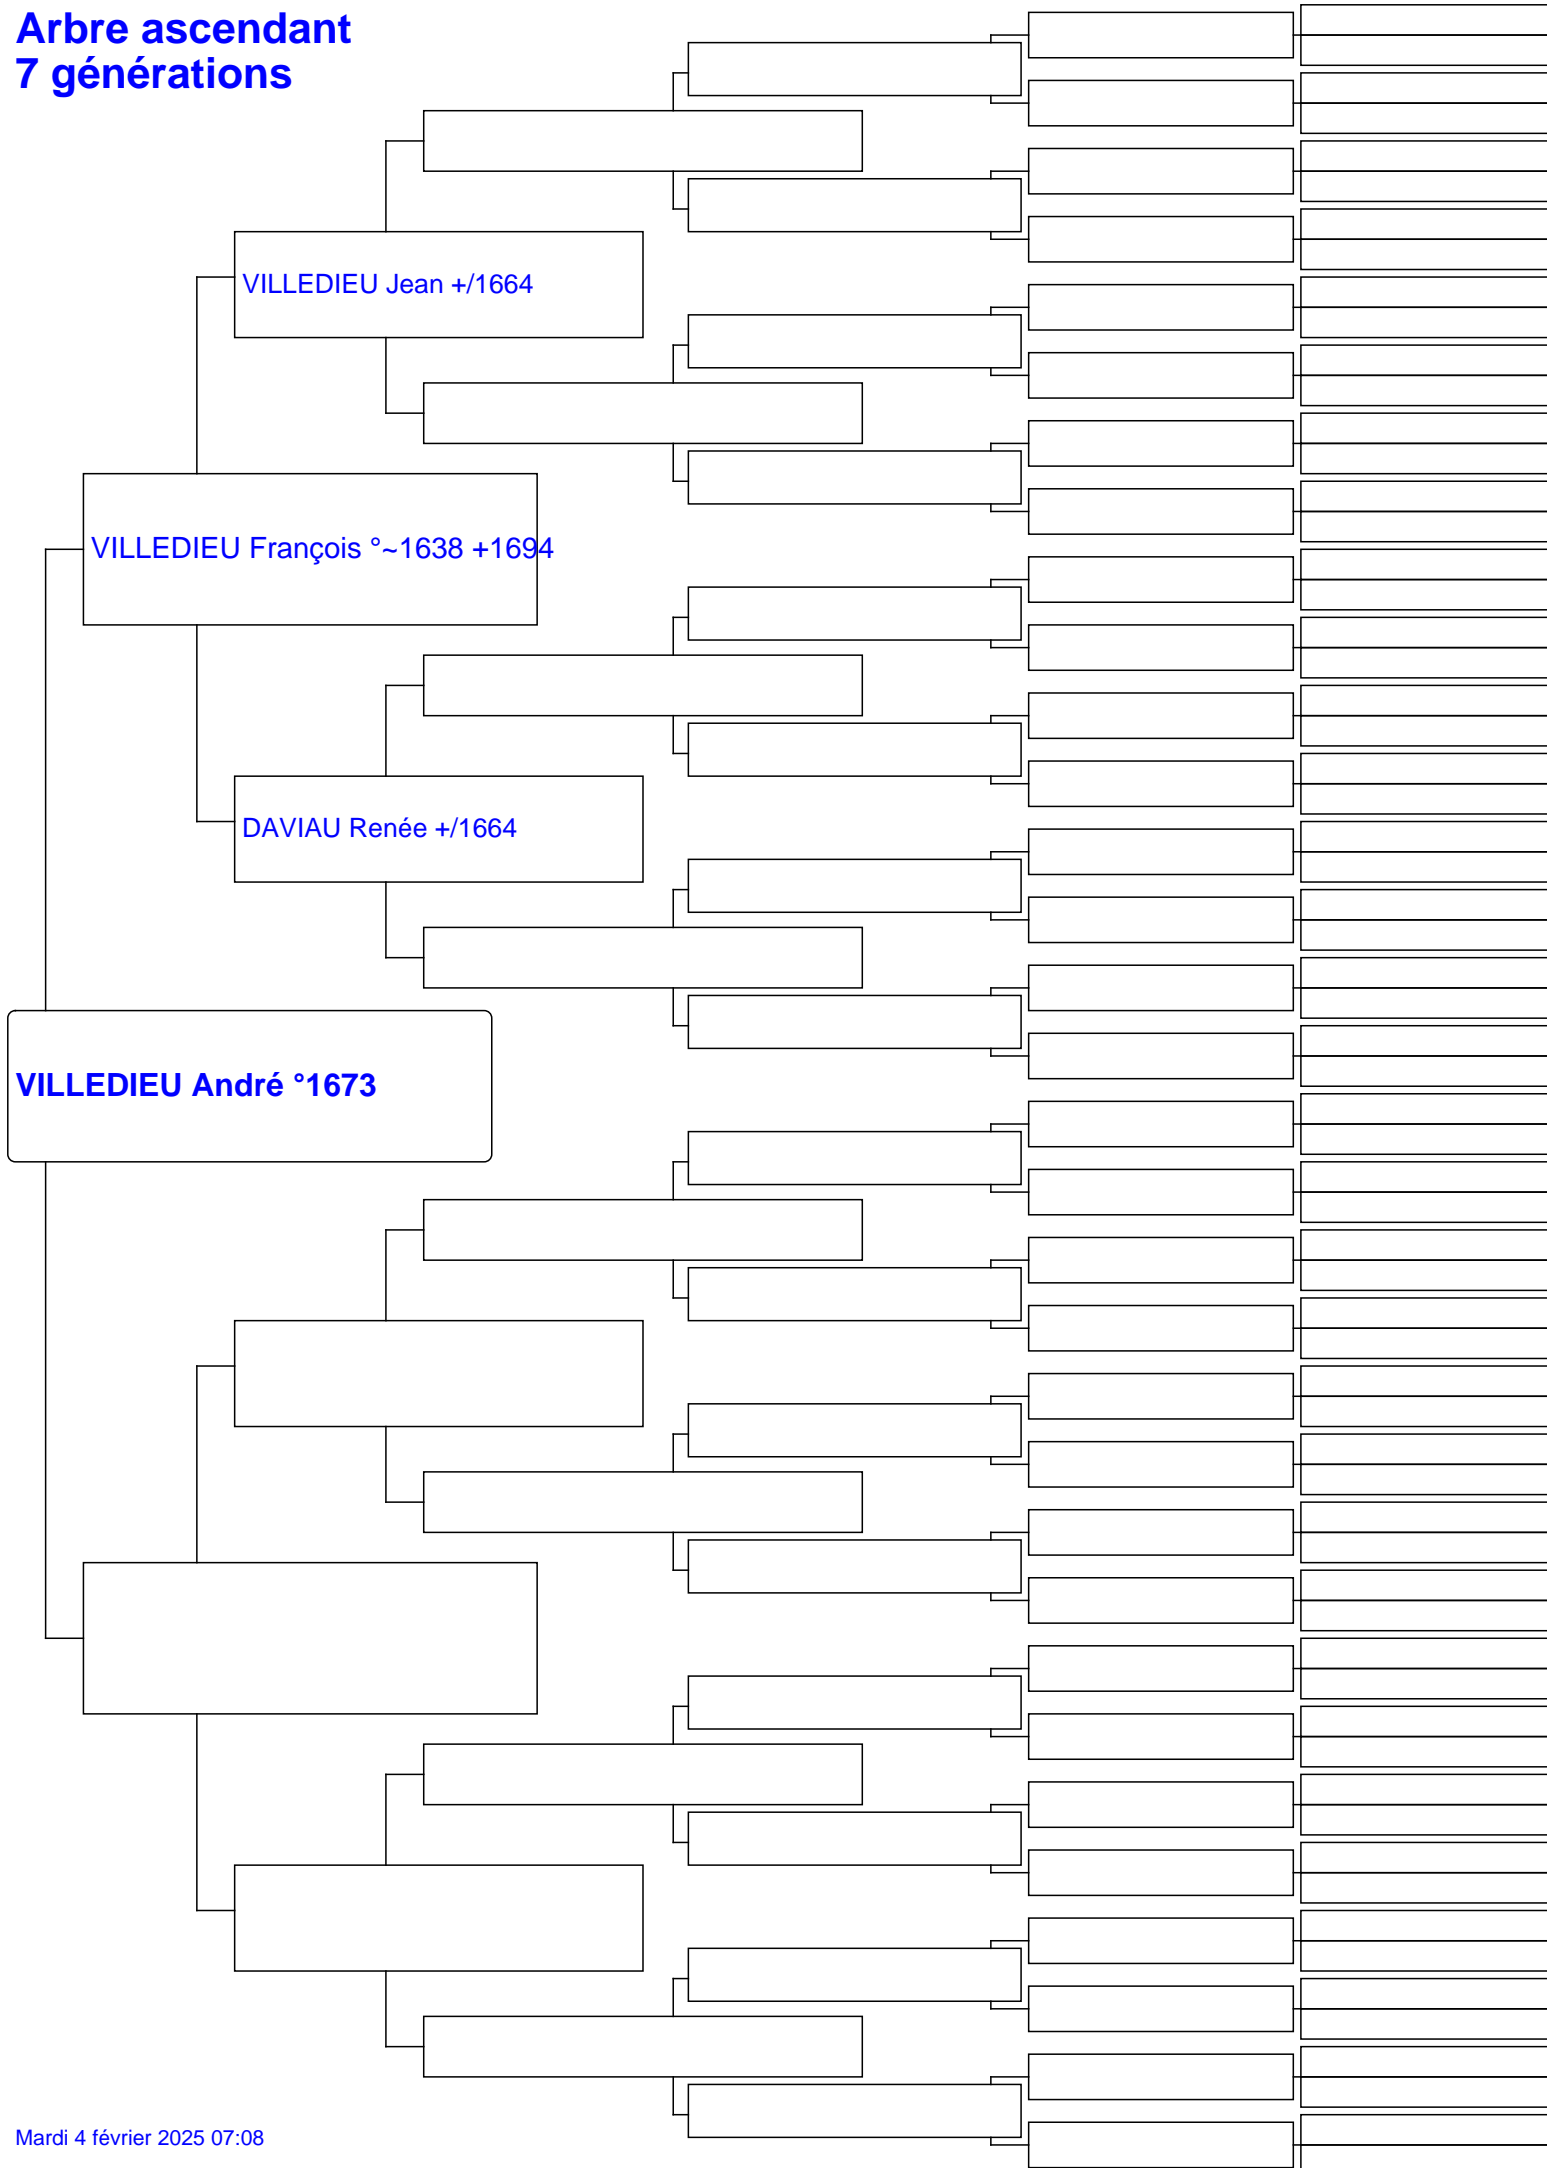 Arbre ascendant
7 générations
VILLEDIEU Jean +/1664
VILLEDIEU François °~1638 +1694
DAVIAU Renée +/1664
VILLEDIEU André °1673
Mardi 4 février 2025 07:08